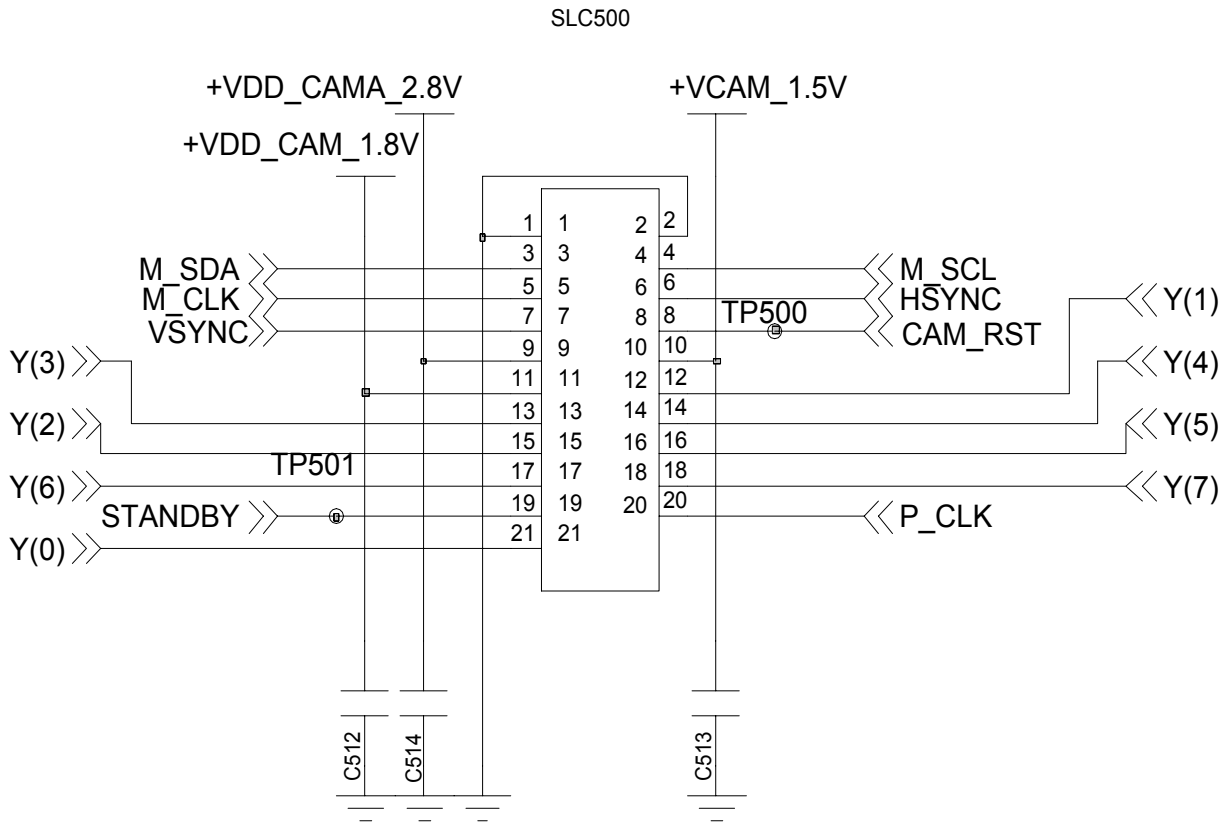 SLC500
+VDD_CAMA_2.8V +VCAM_1.5V
+VDD_CAM_1.8V
1 1 2 2
M_SDA 3 3 4 4 M_SCL
M_CLK 5 5 6 6 HSYNC Y(1)
VSYNC 7 7 8 8 TP500 CAM_RST
Y(3) 9 9 10 10 Y(4)
11 11 12 12
Y(2) 13 13 14 14 Y(5)
TP501 15 15 16 16
Y(6) 17 17 18 18 Y(7)
STANDBY 19 19 20 20 P_CLK
Y(0) 21 21
C512 C514 C513